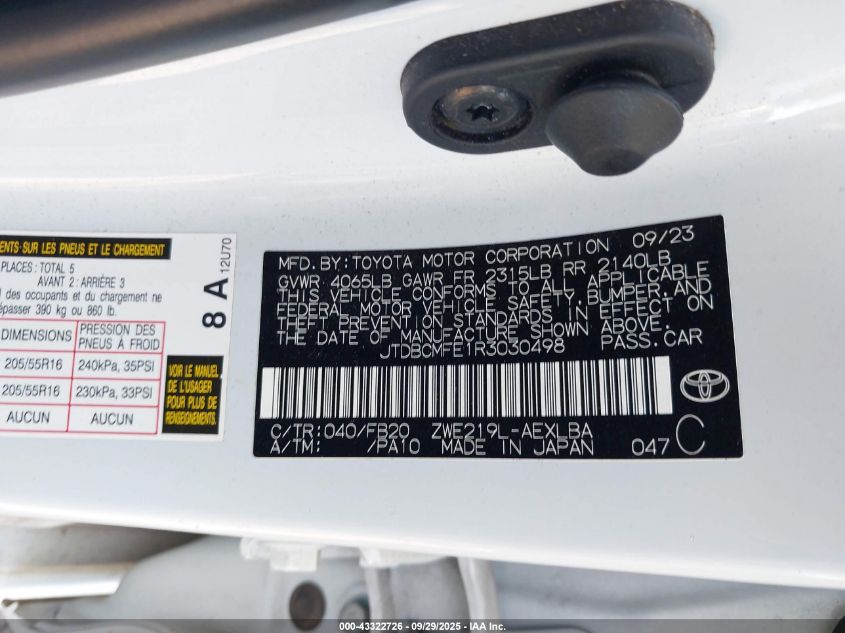 ENTS SUR LES PNEUS ET LE CHARGEMENT
PLACES: TOTAL 5
AVANT 2: ARRIÈRE 3
des occupants et du chargement ne
épasser 390 kg ou 860 lb.
DIMENSIONS PRESSION DES PNEUS À FROID
205/55R16 240kPa, 35PSI
205/55R16 230kPa, 33PSI
AUCUN AUCUN
VOIR LE MANUEL
DE L'USAGER
POUR PLUS DE
RENSEIGNEMENTS.
8 A 12U70
MFD. BY: TOYOTA MOTOR CORPORATION 09/23
GVWR 4065LB GAWR FR 2315LB RR 2140LB
THIS VEHICLE CONFORMS TO ALL APPLICABLE
FEDERAL MOTOR VEHICLE SAFETY, BUMPER, AND
THEFT PREVENTION STANDARDS IN EFFECT ON
THE DATE OF MANUFACTURE SHOWN ABOVE.
JTDBCMFE1R3030498 PASS. CAR
C/TR: 040/FB20 ZWE219L-AEXLBA
A/TM: /PA10 MADE IN JAPAN 047 C
000-43322726 - 09/29/2025 - IAA Inc.